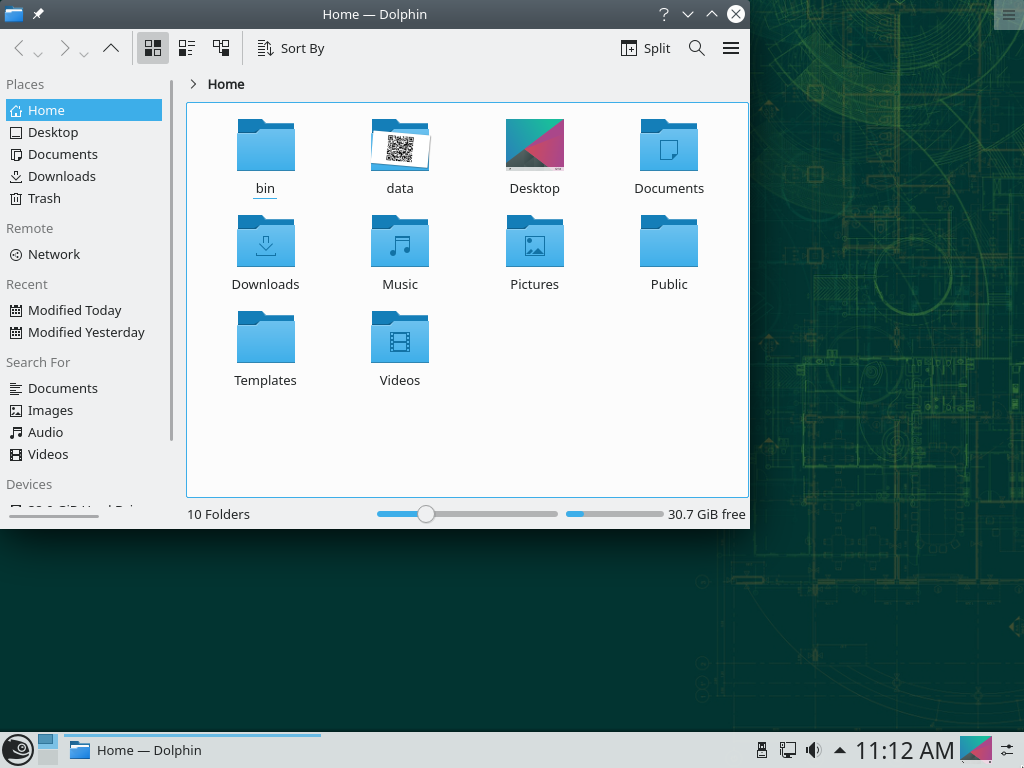 Home — Dolphin
Sort By
Split
Places
Home
Home
Desktop
Documents
Downloads
Trash
Remote
Network
Recent
Modified Today
Modified Yesterday
Search For
Documents
Images
Audio
Videos
Devices
bin
data
Desktop
Documents
Downloads
Music
Pictures
Public
Templates
Videos
10 Folders
30.7 GiB free
Home — Dolphin
11:12 AM